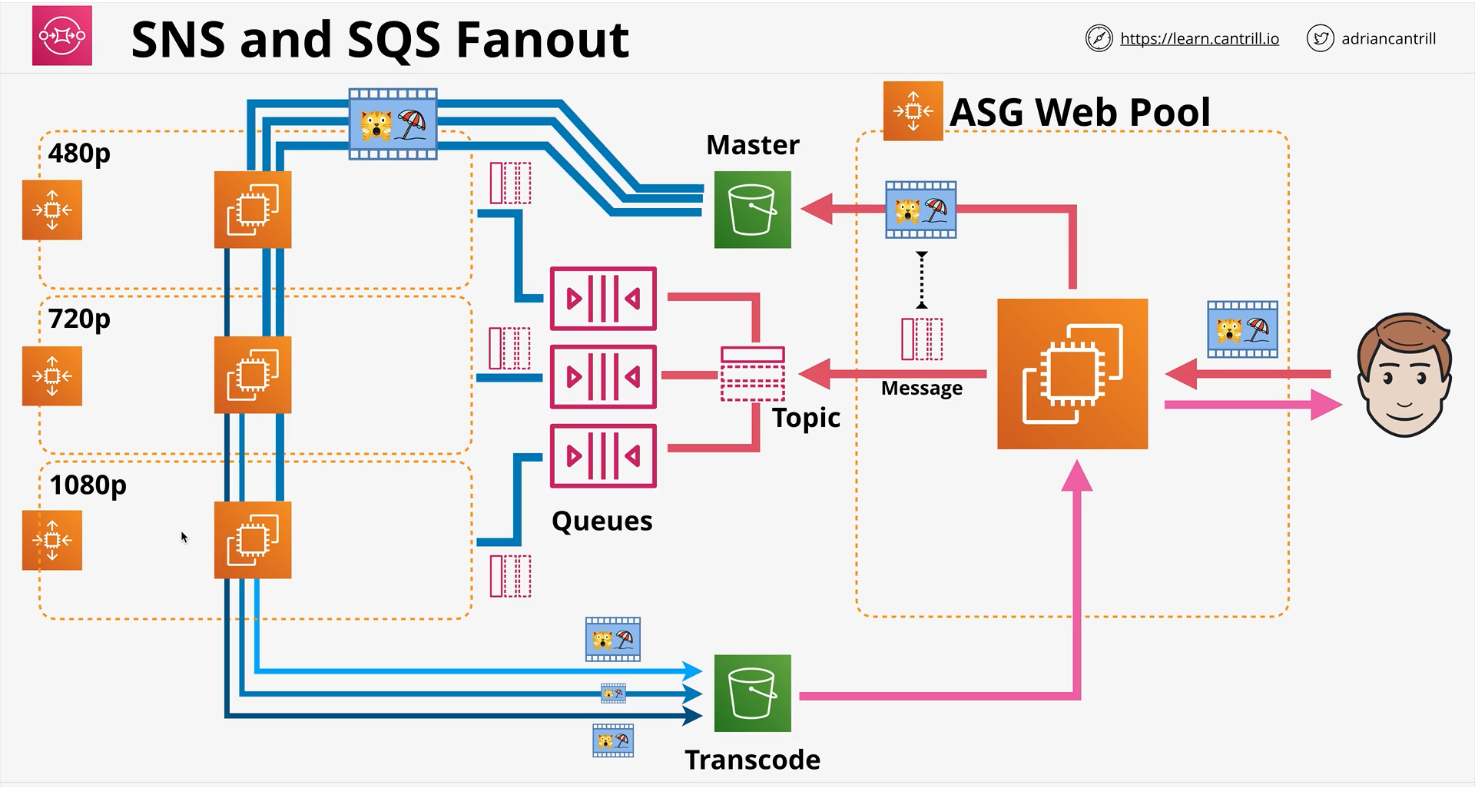 SNS and SQS Fanout
https://learn.cantrill.io
adriancantrill
ASG Web Pool
480p
Master
720p
Message
Topic
1080p
Queues
Transcode